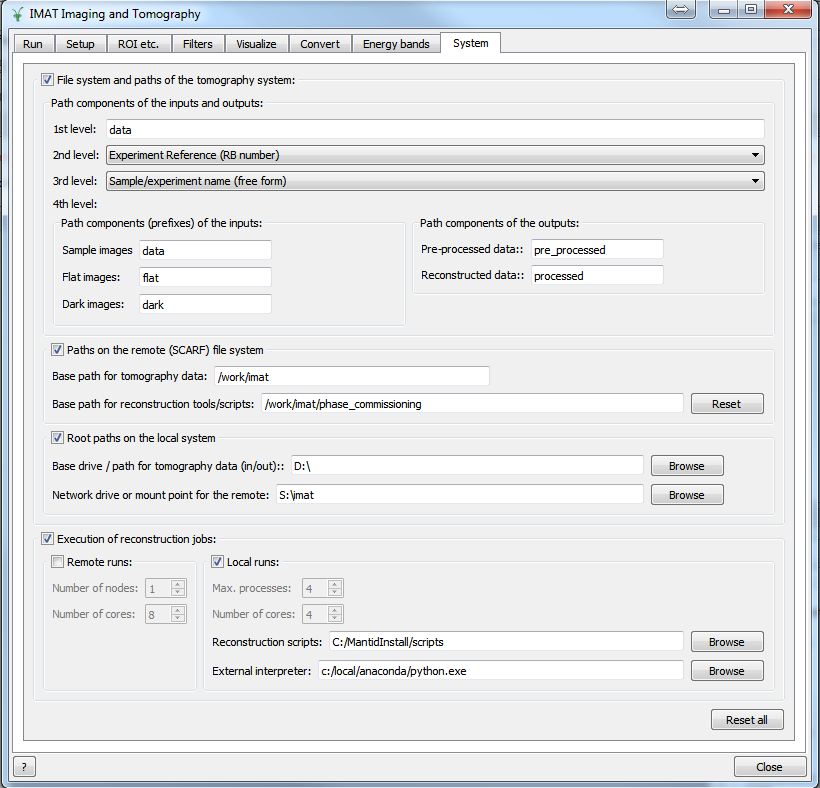 IMAT Imaging and Tomography
Run Setup ROI etc. Filters Visualize Convert Energy bands System
File system and paths of the tomography system:
Path components of the inputs and outputs:
1st level: data
2nd level: Experiment Reference (RB number)
3rd level: Sample/experiment name (free form)
4th level:
Path components (prefixes) of the inputs:
Sample images data
Flat images: flat
Dark images: dark
Path components of the outputs:
Pre-processed data:: pre_processed
Reconstructed data:: processed
Paths on the remote (SCARF) file system
Base path for tomography data: /work/imat
Base path for reconstruction tools/scripts: /work/imat/phase_commissioning Reset
Root paths on the local system
Base drive / path for tomography data (in/out):: D:\ Browse
Network drive or mount point for the remote: S:\imat Browse
Execution of reconstruction jobs:
Remote runs:
Number of nodes: 1
Number of cores: 8
Local runs:
Max. processes: 4
Number of cores: 4
Reconstruction scripts: C:/MantidInstall/scripts Browse
External interpreter: c:/local/anaconda/python.exe Browse
Reset all
? Close